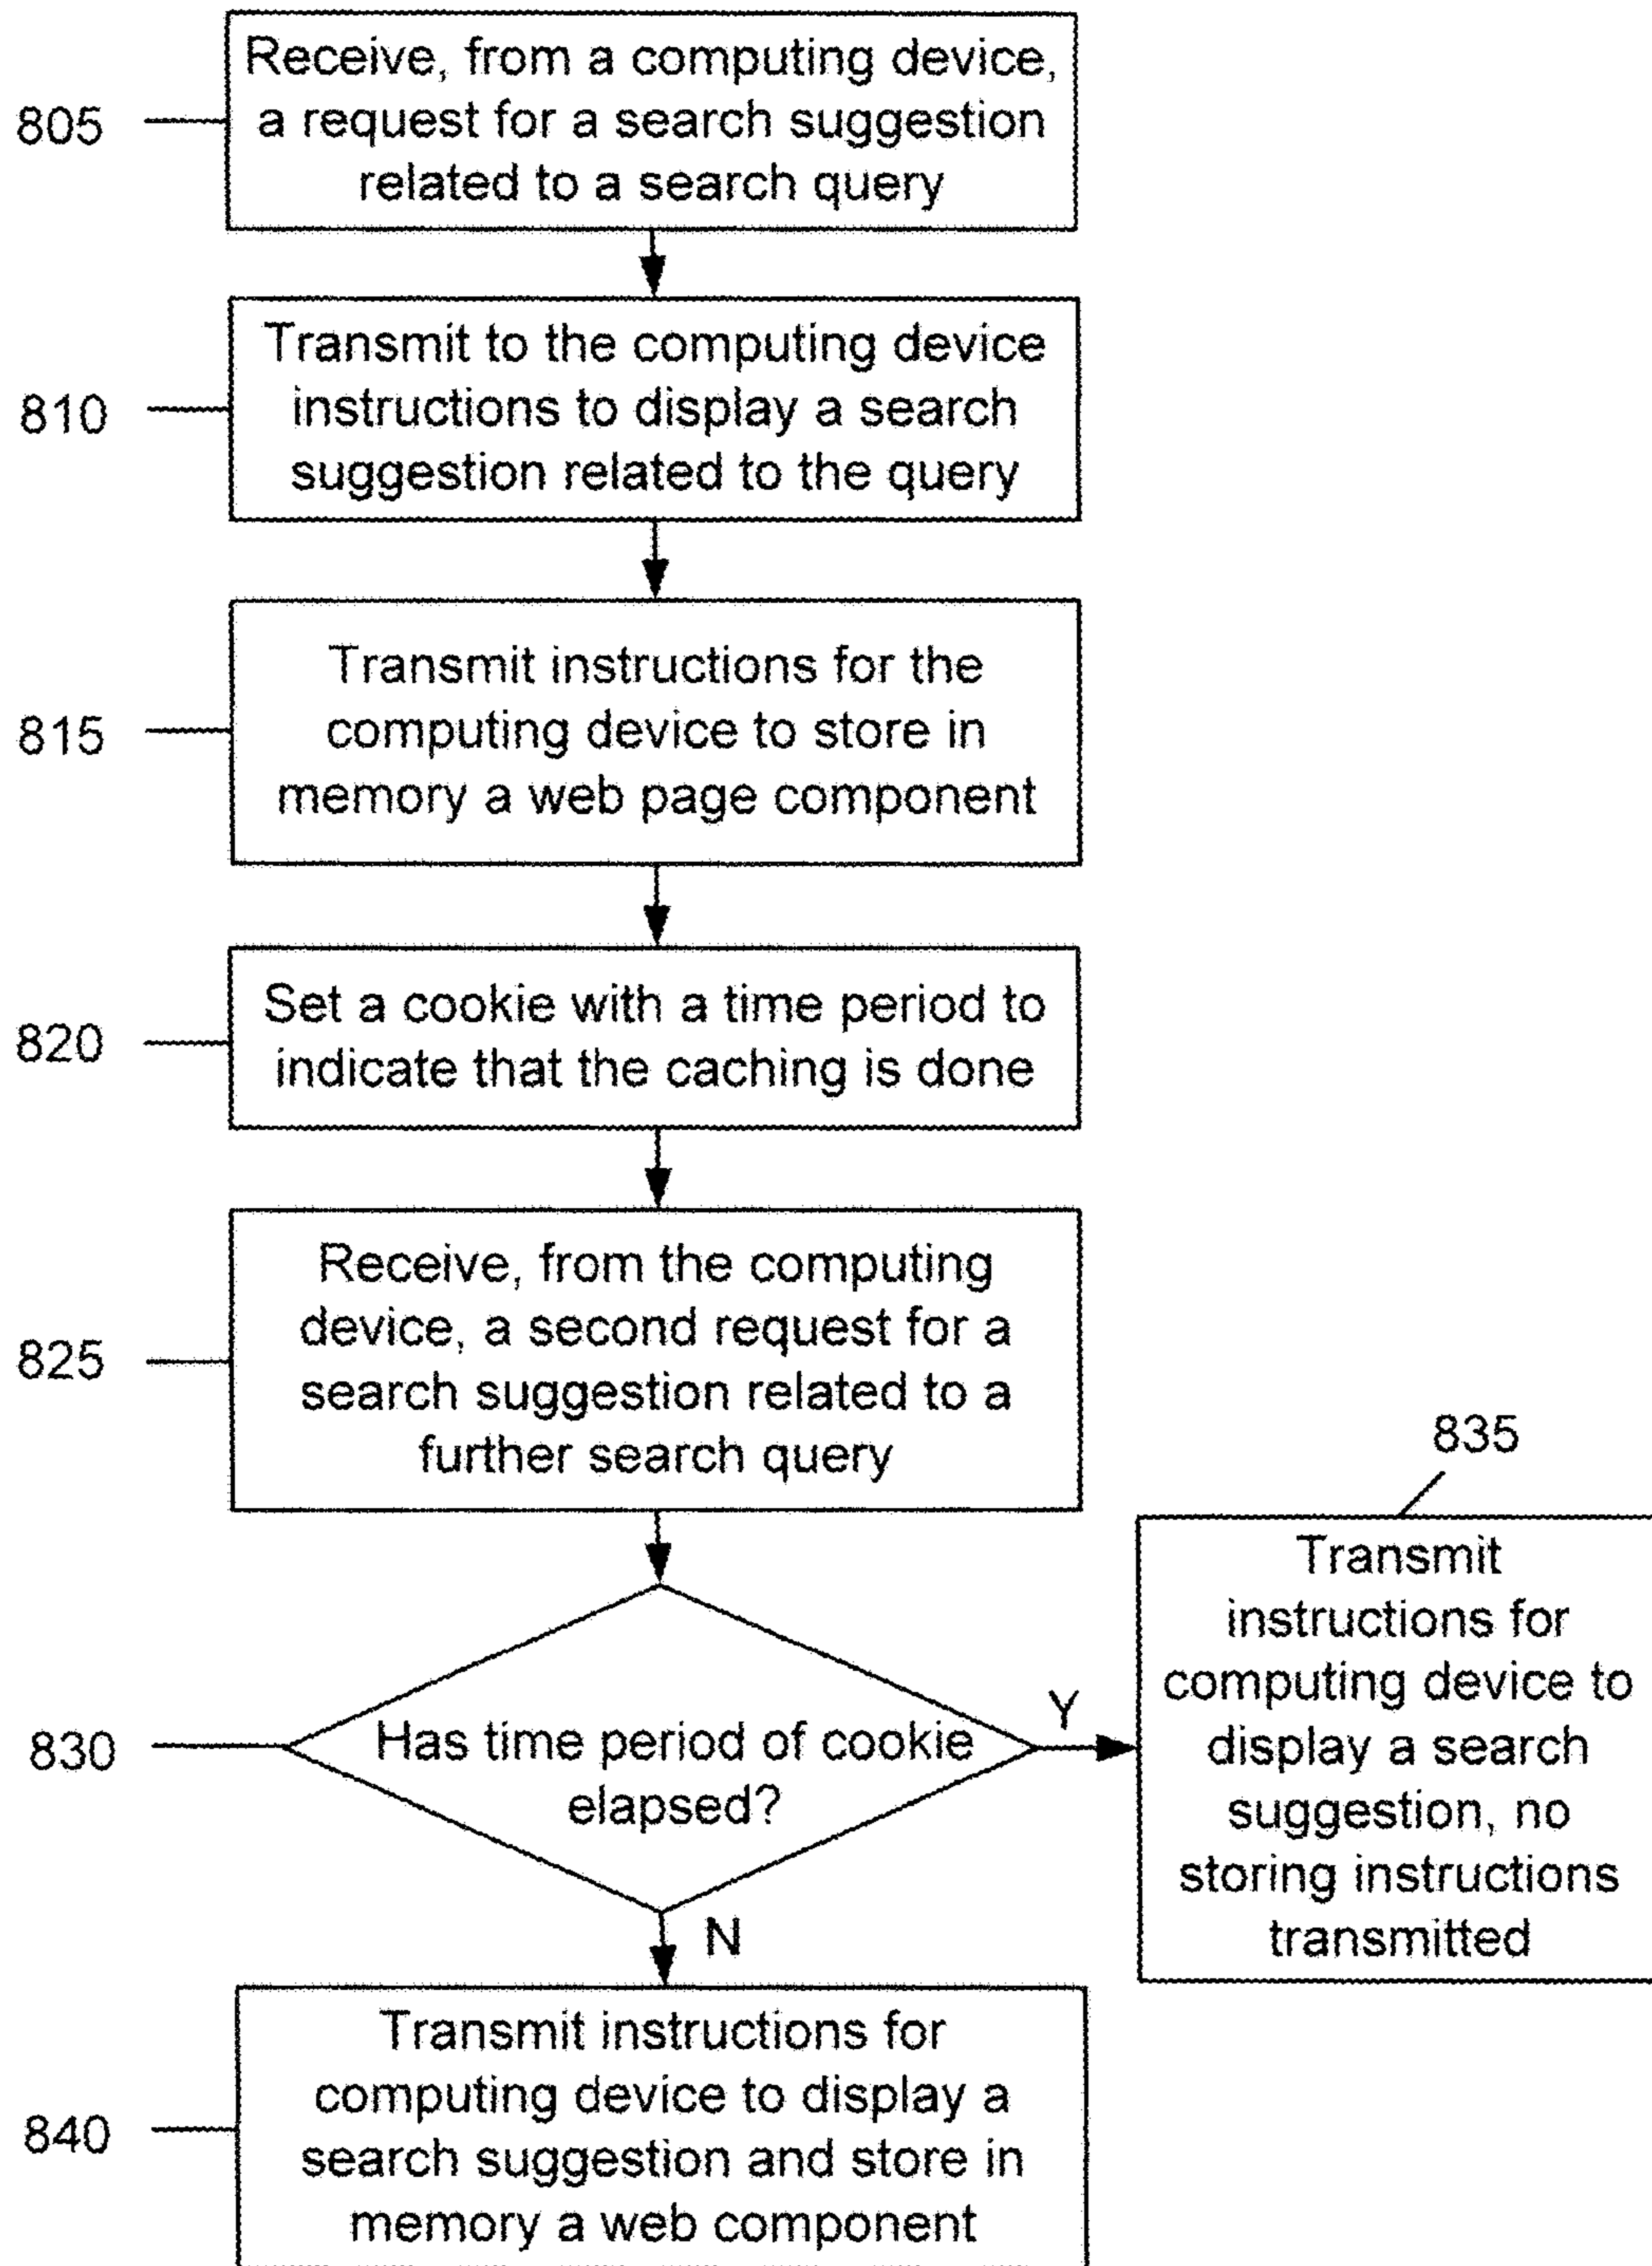 805
Receive, from a computing device,
a request for a search suggestion
related to a search query
810
Transmit to the computing device
instructions to display a search
suggestion related to the query
815
Transmit instructions for the
computing device to store in
memory a web page component
820
Set a cookie with a time period to
indicate that the caching is done
825
Receive, from the computing
device, a second request for a
search suggestion related to a
further search query
830
Has time period of cookie
elapsed?
Y
835
Transmit
instructions for
computing device to
display a search
suggestion, no
storing instructions
transmitted
N
840
Transmit instructions for
computing device to display a
search suggestion and store in
memory a web component